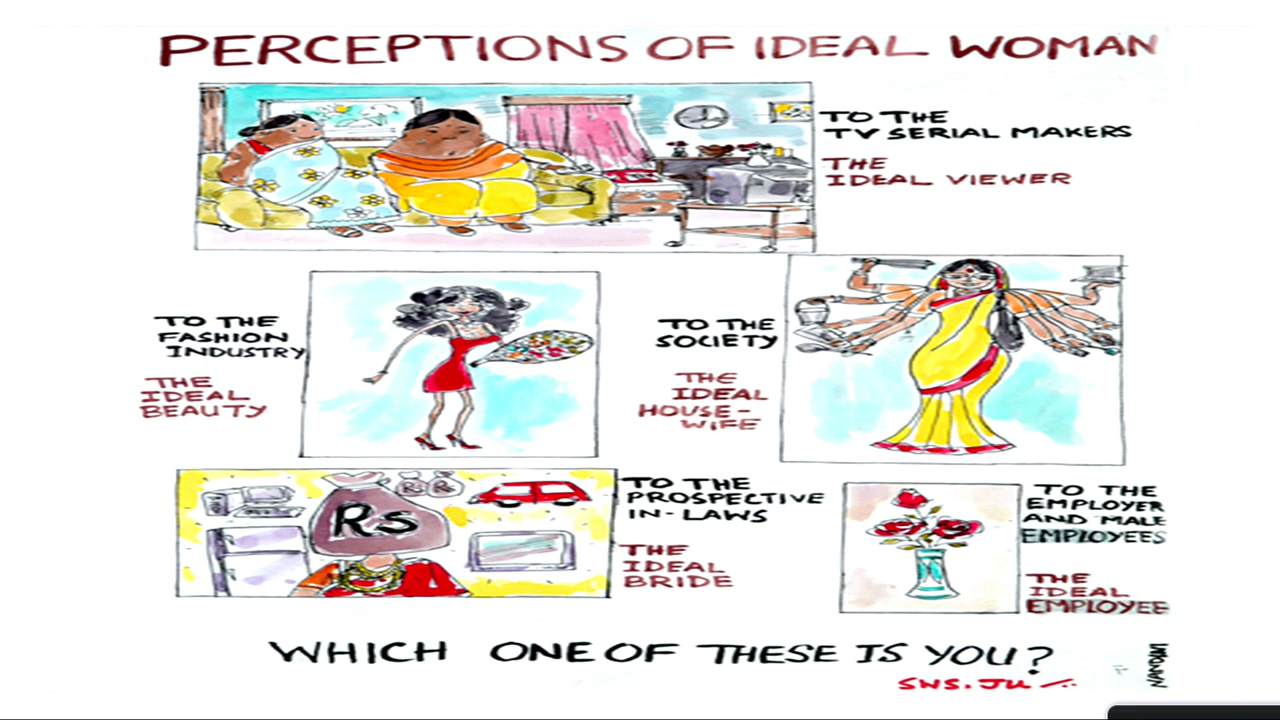 PERCEPTIONS OF IDEAL WOMAN
TO THE
TV SERIAL MAKERS
THE
IDEAL VIEWER
TO THE
FASHION
INDUSTRY
THE
IDEAL
BEAUTY
TO THE
SOCIETY
THE
IDEAL
HOUSE-
WIFE
Rs
R
R
TO THE
PROSPECTIVE
IN-LAWS
THE
IDEAL
BRIDE
TO THE
EMPLOYER
AND MALE
EMPLOYEES
THE
IDEAL
EMPLOYEE
WHICH ONE OF THESE IS YOU?
SNS.JU